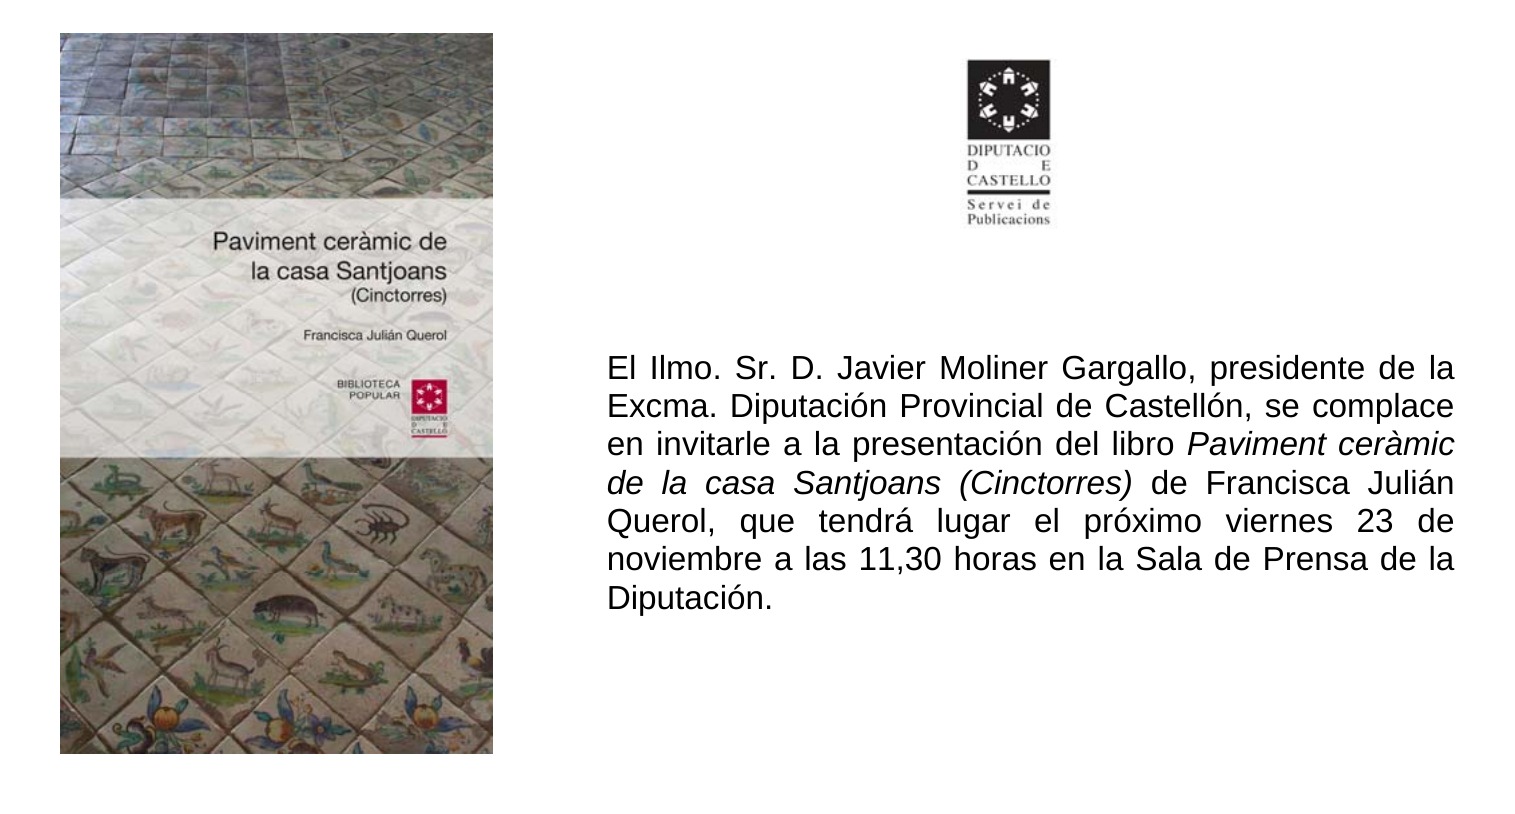 Paviment ceràmic de
la casa Santjoans
(Cinctorres)
Francisca Julián Querol
BIBLIOTECA
POPULAR
DIPUTACIO
D E
CASTELLO
DIPUTACIO
D E
CASTELLO
Servei de
Publicacions
El Ilmo. Sr. D. Javier Moliner Gargallo, presidente de la
Excma. Diputación Provincial de Castellón, se complace
en invitarle a la presentación del libro Paviment ceràmic
de la casa Santjoans (Cinctorres) de Francisca Julián
Querol, que tendrá lugar el próximo viernes 23 de
noviembre a las 11,30 horas en la Sala de Prensa de la
Diputación.